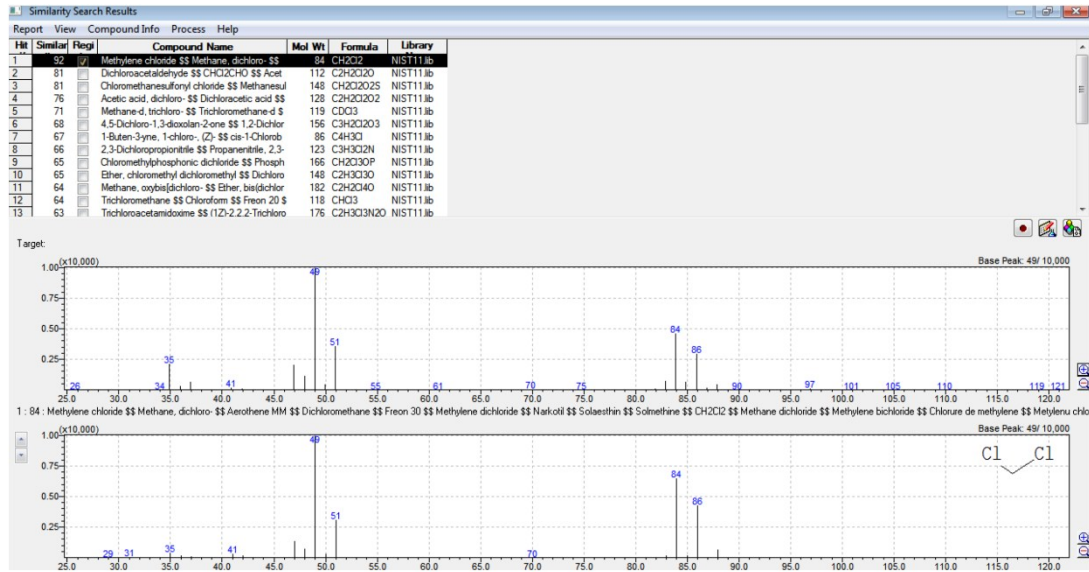 Similarity Search Results
Report View Compound Info Process Help
Hit Similar Regi Compound Name Mol Wt Formula Library
1 92 Methylene chloride $$ Methane, dichloro- $$ 84 CH2Cl2 NIST11.lib
2 81 Dichloroacetaldehyde $$ CHCl2CHO $$ Acet 112 C2H2Cl2O NIST11.lib
3 81 Chloromethanesulfonyl chloride $$ Methanesul 148 CH2Cl2O2S NIST11.lib
4 76 Acetic acid, dichloro- $$ Dichloracetic acid $$ 128 C2H2Cl2O2 NIST11.lib
5 71 Methane-d, trichloro- $$ Trichloromethane-d $ 119 CDCl3 NIST11.lib
6 68 4,5-Dichloro-1,3-dioxolan-2-one $$ 1,2-Dichlor 156 C3H2Cl2O3 NIST11.lib
7 67 1-Buten-3-yne, 1-chloro-, (Z)- $$ cis-1-Chlorob 86 C4H3Cl NIST11.lib
8 66 2,3-Dichloropropionitrile $$ Propanenitrile, 2,3- 123 C3H3Cl2N NIST11.lib
9 65 Chloromethylphosphonic dichloride $$ Phosph 166 CH2Cl3OP NIST11.lib
10 65 Ether, chloromethyl dichloromethyl $$ Dichloro 148 C2H3Cl3O NIST11.lib
11 64 Methane, oxybis[dichloro- $$ Ether, bis(dichlor 182 C2H2Cl4O NIST11.lib
12 64 Trichloromethane $$ Chloroform $$ Freon 20 $ 118 CHCl3 NIST11.lib
13 63 Trichloroacetamidoxime $$ (1Z)-2,2,2-Trichloro 176 C2H3Cl3N2O NIST11.lib
Target:
(x10,000) Base Peak: 49/ 10,000
1.00 49
0.75
0.50 84
51 86
0.25 35
26 34 41 55 61 70 75 90 97 101 105 110 119 121
25.0 30.0 35.0 40.0 45.0 50.0 55.0 60.0 65.0 70.0 75.0 80.0 85.0 90.0 95.0 100.0 105.0 110.0 115.0 120.0
1 : 84 : Methylene chloride $$ Methane, dichloro- $$ Aerothene MM $$ Dichloromethane $$ Freon 30 $$ Methylene dichloride $$ Narkotil $$ Solaesthin $$ Solmethine $$ CH2Cl2 $$ Methane dichloride $$ Methylene bichloride $$ Chlorure de methylene $$ Metylenu chlo
(x10,000) Base Peak: 49/ 10,000
1.00 49
Cl Cl
0.75 84
0.50 86
51
0.25
29 31 35 41 70
25.0 30.0 35.0 40.0 45.0 50.0 55.0 60.0 65.0 70.0 75.0 80.0 85.0 90.0 95.0 100.0 105.0 110.0 115.0 120.0